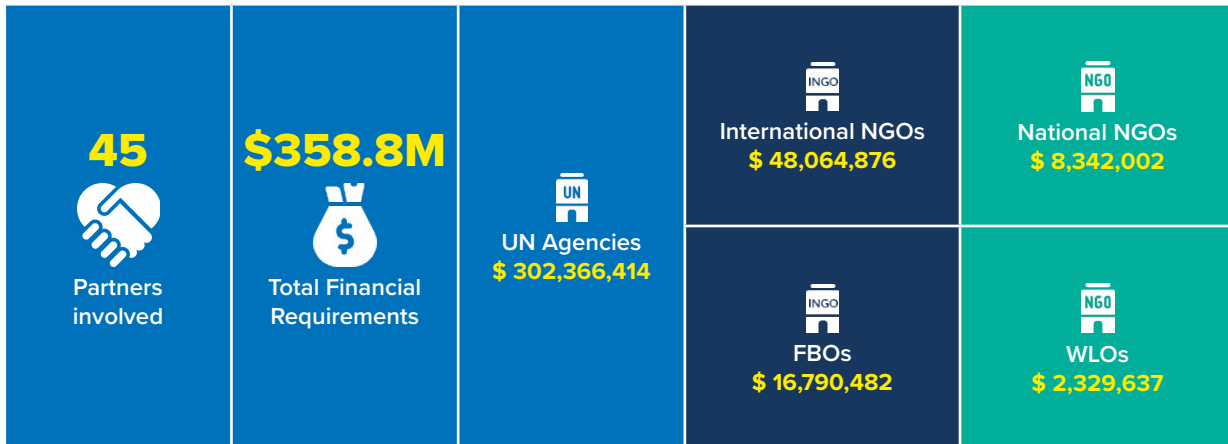 45
Partners
involved
$358.8M
$
Total Financial
Requirements
UN
UN Agencies
$ 302,366,414
INGO
International NGOs
$ 48,064,876
NGO
National NGOs
$ 8,342,002
INGO
FBOs
$ 16,790,482
NGO
WLOs
$ 2,329,637